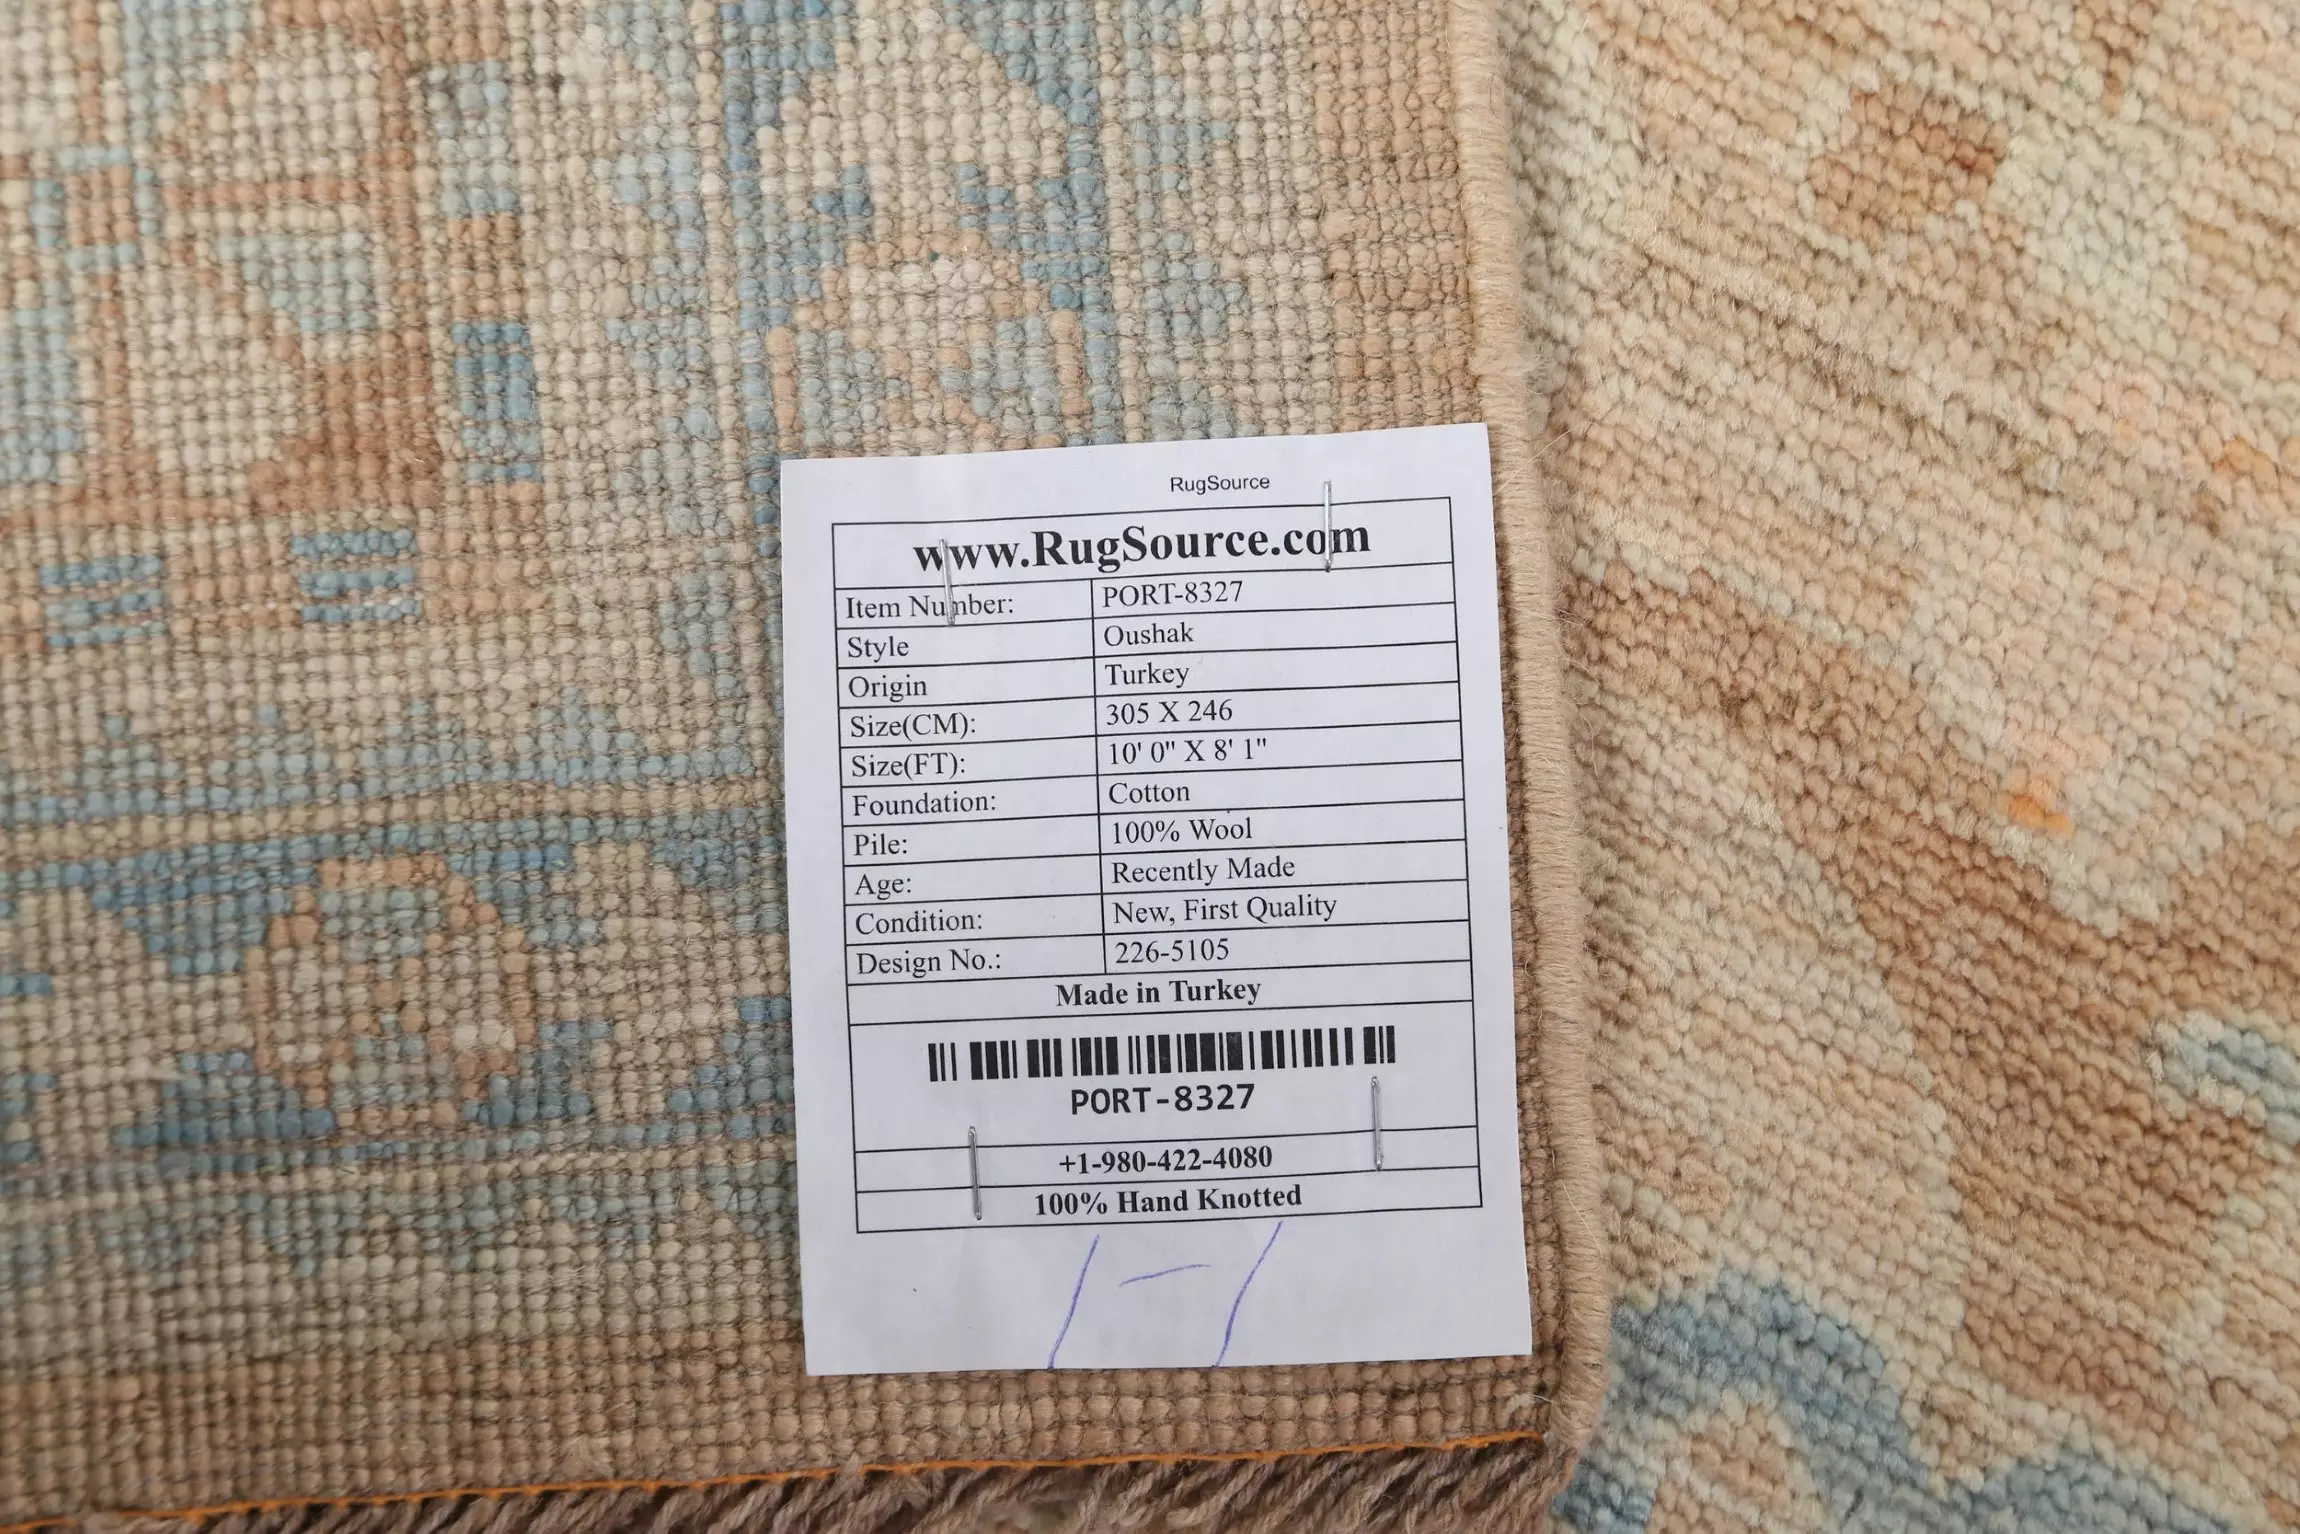 RugSource
www.RugSource.com
Item Number: PORT-8327
Style Oushak
Origin Turkey
Size(CM): 305 X 246
Size(FT): 10' 0" X 8' 1"
Foundation: Cotton
Pile: 100% Wool
Age: Recently Made
Condition: New, First Quality
Design No.: 226-5105
Made in Turkey
PORT-8327
+1-980-422-4080
100% Hand Knotted
1-1